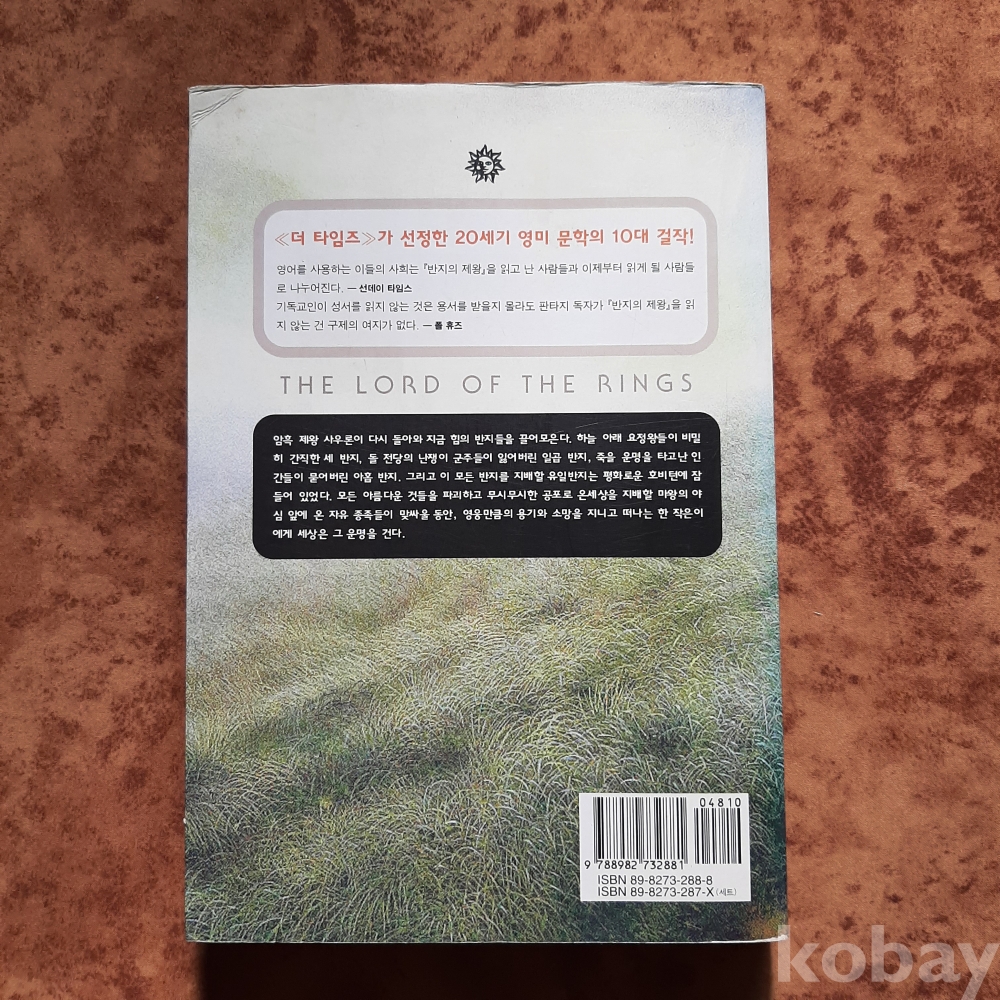 ≪더 타임즈≫가 선정한 20세기 영미 문학의 10대 걸작!
영어를 사용하는 이들의 사회는 『반지의 제왕』을 읽고 난 사람들과 이제부터 읽게 될 사람들
로 나누어진다. — 선데이 타임스
기독교인이 성서를 읽지 않는 것은 용서를 받을지 몰라도 판타지 독자가 『반지의 제왕』을 읽
지 않는 건 구제의 여지가 없다. — 폴 휴즈
THE LORD OF THE RINGS
암흑 제왕 사우론이 다시 돌아와 지금 힘의 반지들을 끌어모은다. 하늘 아래 요정왕들이 비밀
히 간직한 세 반지, 돌 전당의 난쟁이 군주들이 잃어버린 일곱 반지, 죽을 운명을 타고난 인
간들이 묻어버린 아홉 반지. 그리고 이 모든 반지를 지배할 유일반지는 평화로운 호비턴에 잠
들어 있었다. 모든 아름다운 것들을 파괴하고 무시무시한 공포로 온세상을 지배할 마왕의 야
심 앞에 온 자유 종족들이 맞싸울 동안, 영웅만큼의 용기와 소망을 지니고 떠나는 한 작은이
에게 세상은 그 운명을 건다.
04810
9 788982 732881
ISBN 89-8273-288-8
ISBN 89-8273-287-X (세트)
kobay